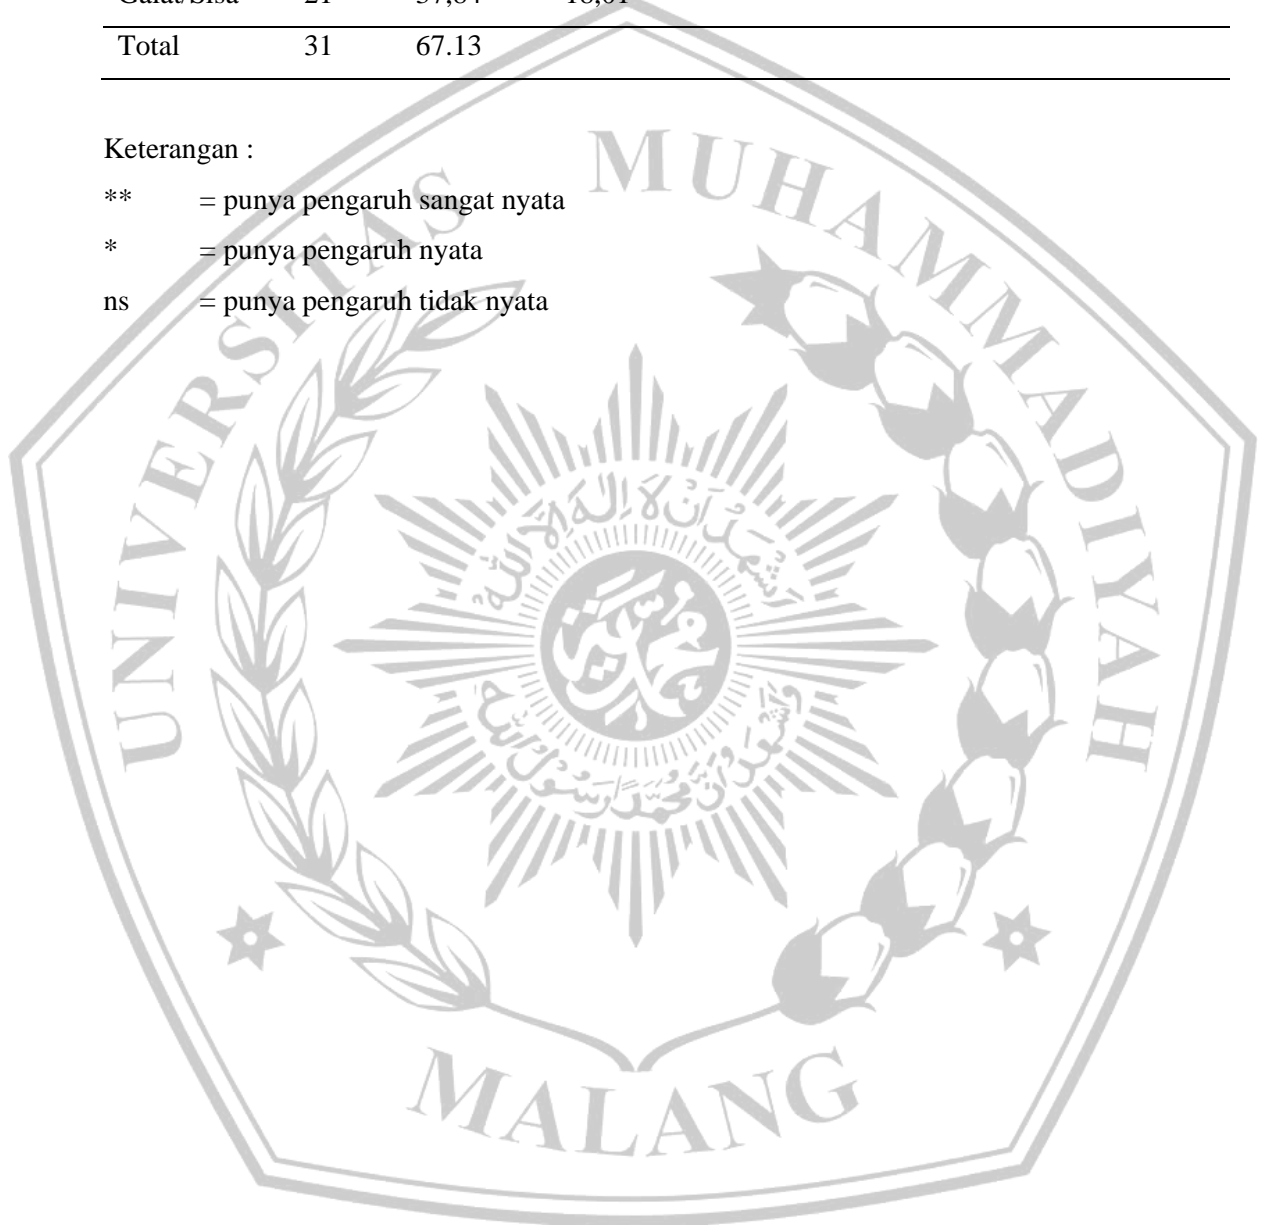 Total 31 67.13
Keterangan :
** = punya pengaruh sangat nyata
* = punya pengaruh nyata
ns = punya pengaruh tidak nyata
UNIVERSITAS MUHAMMADIYAH
MALANG